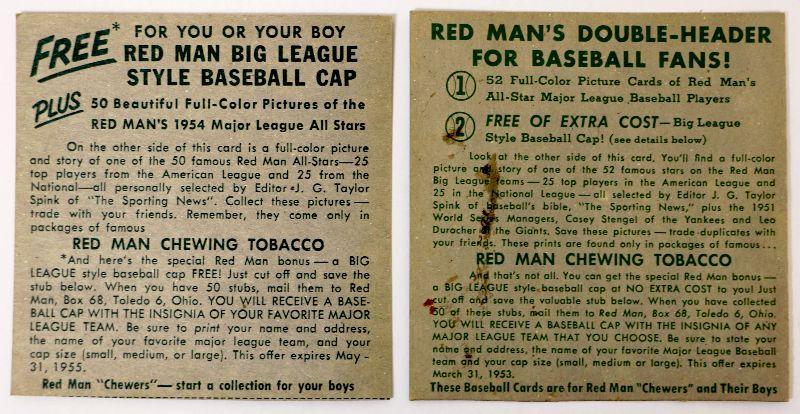 FREE* FOR YOU OR YOUR BOY
RED MAN BIG LEAGUE
STYLE BASEBALL CAP
PLUS 50 Beautiful Full-Color Pictures of the
RED MAN'S 1954 Major League All Stars
On the other side of this card is a full-color picture
and story of one of the 50 famous Red Man All-Stars—25
top players from the American League and 25 from the
National—all personally selected by Editor J. G. Taylor
Spink of "The Sporting News". Collect these pictures—
trade with your friends. Remember, they come only in
packages of famous
RED MAN CHEWING TOBACCO
*And here's the special Red Man bonus — a BIG
LEAGUE style baseball cap FREE! Just cut off and save the
stub below. When you have 50 stubs, mail them to Red
Man, Box 68, Toledo 6, Ohio. YOU WILL RECEIVE A BASE-
BALL CAP WITH THE INSIGNIA OF YOUR FAVORITE MAJOR
LEAGUE TEAM. Be sure to print your name and address,
the name of your favorite major league team, and your
cap size (small, medium, or large). This offer expires May
31, 1955.
Red Man "Chewers"— start a collection for your boys
RED MAN'S DOUBLE-HEADER
FOR BASEBALL FANS!
1 52 Full-Color Picture Cards of Red Man's
All-Star Major League Baseball Players
2 FREE OF EXTRA COST—Big League
Style Baseball Cap! (see details below)
Look at the other side of this card. You'll find a full-color
picture and story of one of the 52 famous stars on the Red Man
Big League teams — 25 top players in the American League and
25 in the National League — all selected by Editor J. G. Taylor
Spink of baseball's bible, "The Sporting News," plus the 1951
World Series Managers, Casey Stengel of the Yankees and Leo
Durocher of the Giants. Save these pictures — trade duplicates with
your friends. These prints are found only in packages of famous...
RED MAN CHEWING TOBACCO
And that's not all. You can get the special Red Man bonus —
a BIG LEAGUE style baseball cap at NO EXTRA COST to you! Just
cut off and save the valuable stub below. When you have collected
50 of these stubs, mail them to Red Man, Box 68, Toledo 6, Ohio.
YOU WILL RECEIVE A BASEBALL CAP WITH THE INSIGNIA OF ANY
MAJOR LEAGUE TEAM THAT YOU CHOOSE. Be sure to state your
name and address, the name of your favorite Major League Baseball
team and your cap size (small, medium or large). This offer expires
March 31, 1953.
These Baseball Cards are for Red Man "Chewers" and Their Boys